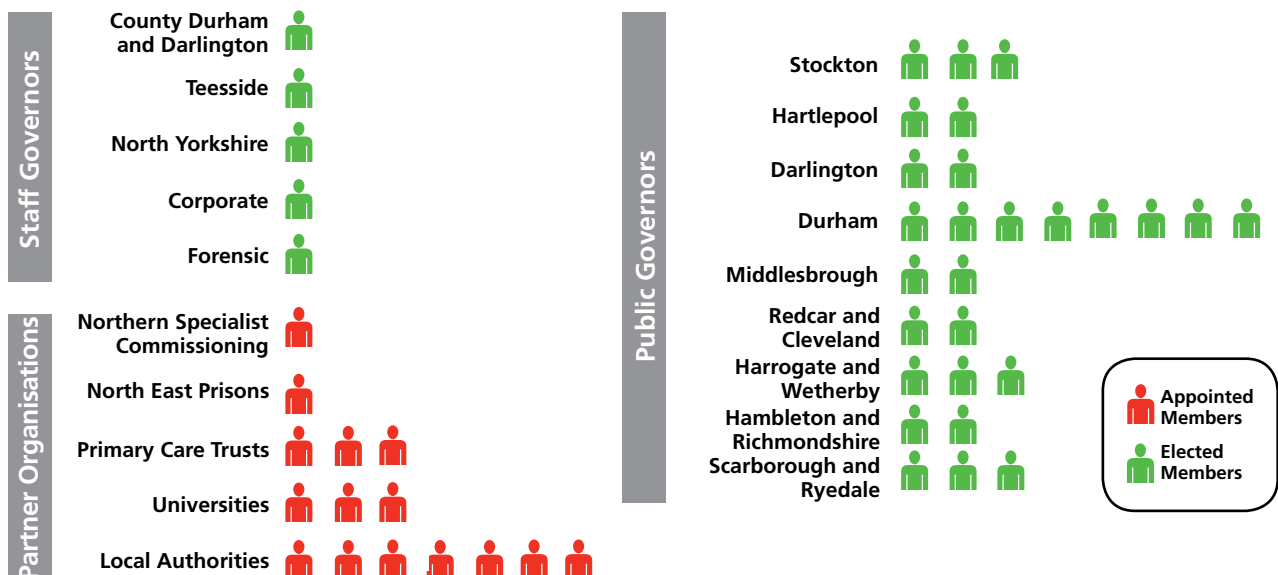 Staff Governors
County Durham
and Darlington
Teesside
North Yorkshire
Corporate
Forensic
Partner Organisations
Northern Specialist
Commissioning
North East Prisons
Primary Care Trusts
Universities
Local Authorities
Public Governors
Stockton
Hartlepool
Darlington
Durham
Middlesbrough
Redcar and
Cleveland
Harrogate and
Wetherby
Hambleton and
Richmondshire
Scarborough and
Ryedale
Appointed
Members
Elected
Members